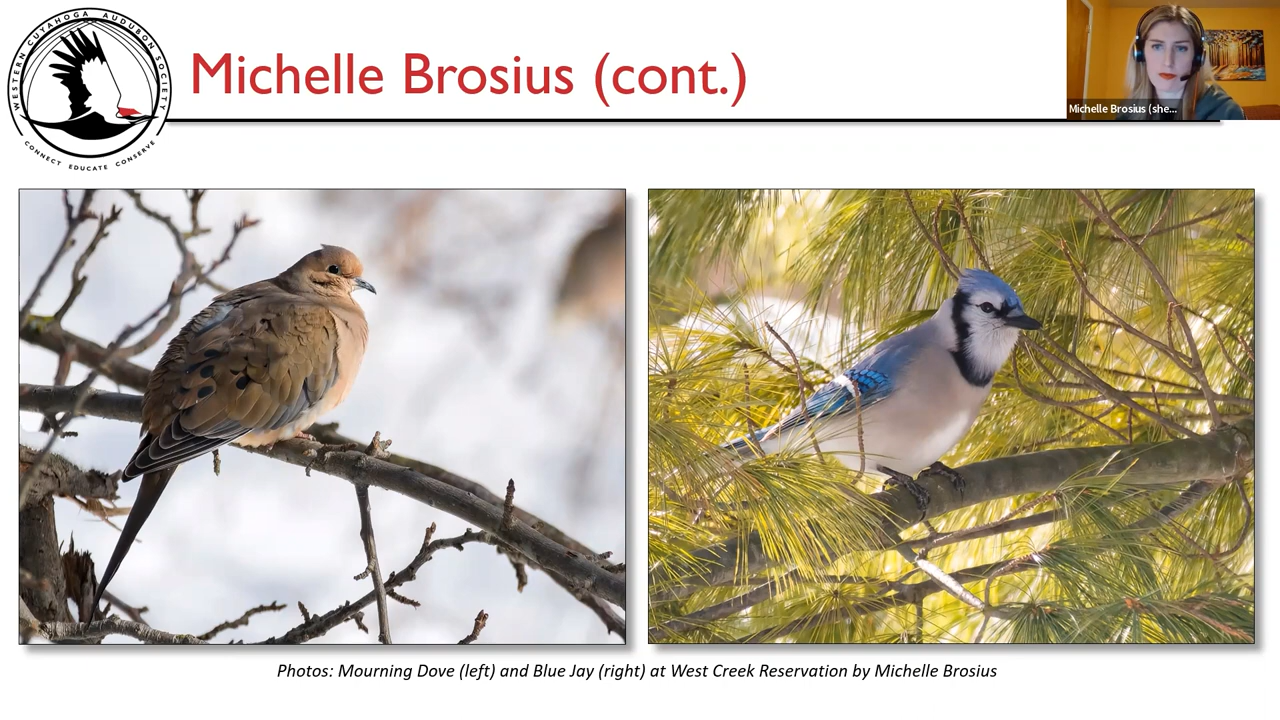 WESTERN CUYAHOGA AUDUBON SOCIETY
CONNECT EDUCATE CONSERVE
Michelle Brosius (cont.)
Michelle Brosius (she...
Photos: Mourning Dove (left) and Blue Jay (right) at West Creek Reservation by Michelle Brosius